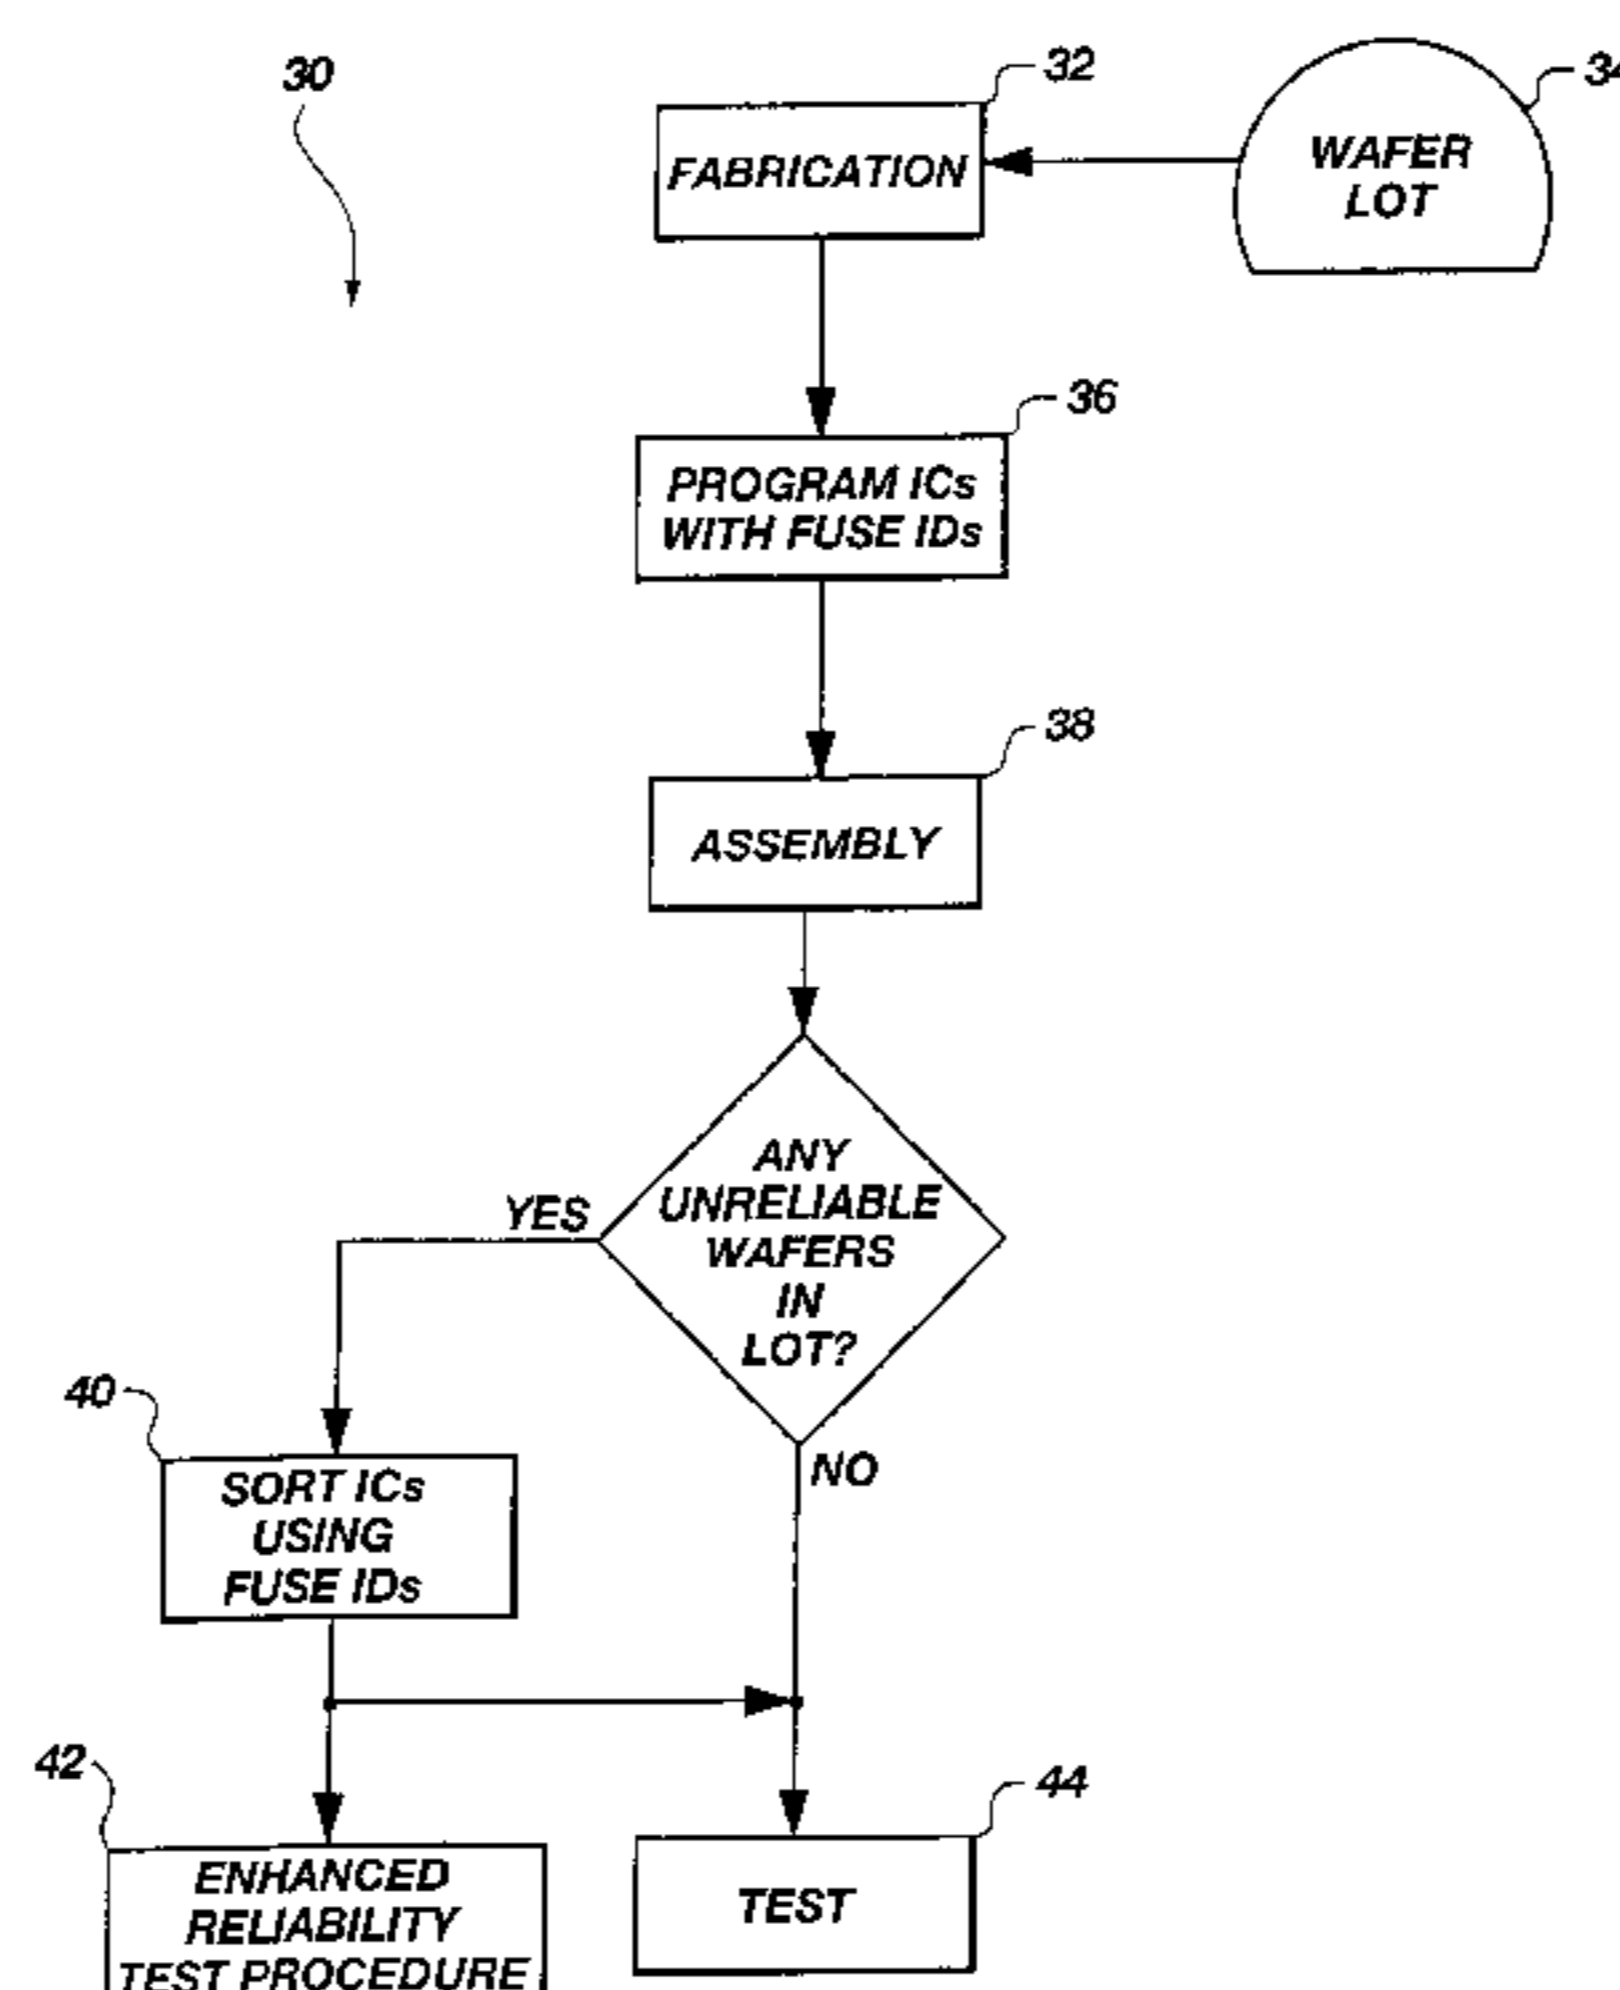 30
32
34
FABRICATION
WAFER
LOT
36
PROGRAM ICs
WITH FUSE IDs
38
ASSEMBLY
ANY
UNRELIABLE
WAFERS
IN
LOT?
YES
NO
40
SORT ICs
USING
FUSE IDs
42
ENHANCED
RELIABILITY
TEST PROCEDURE
44
TEST